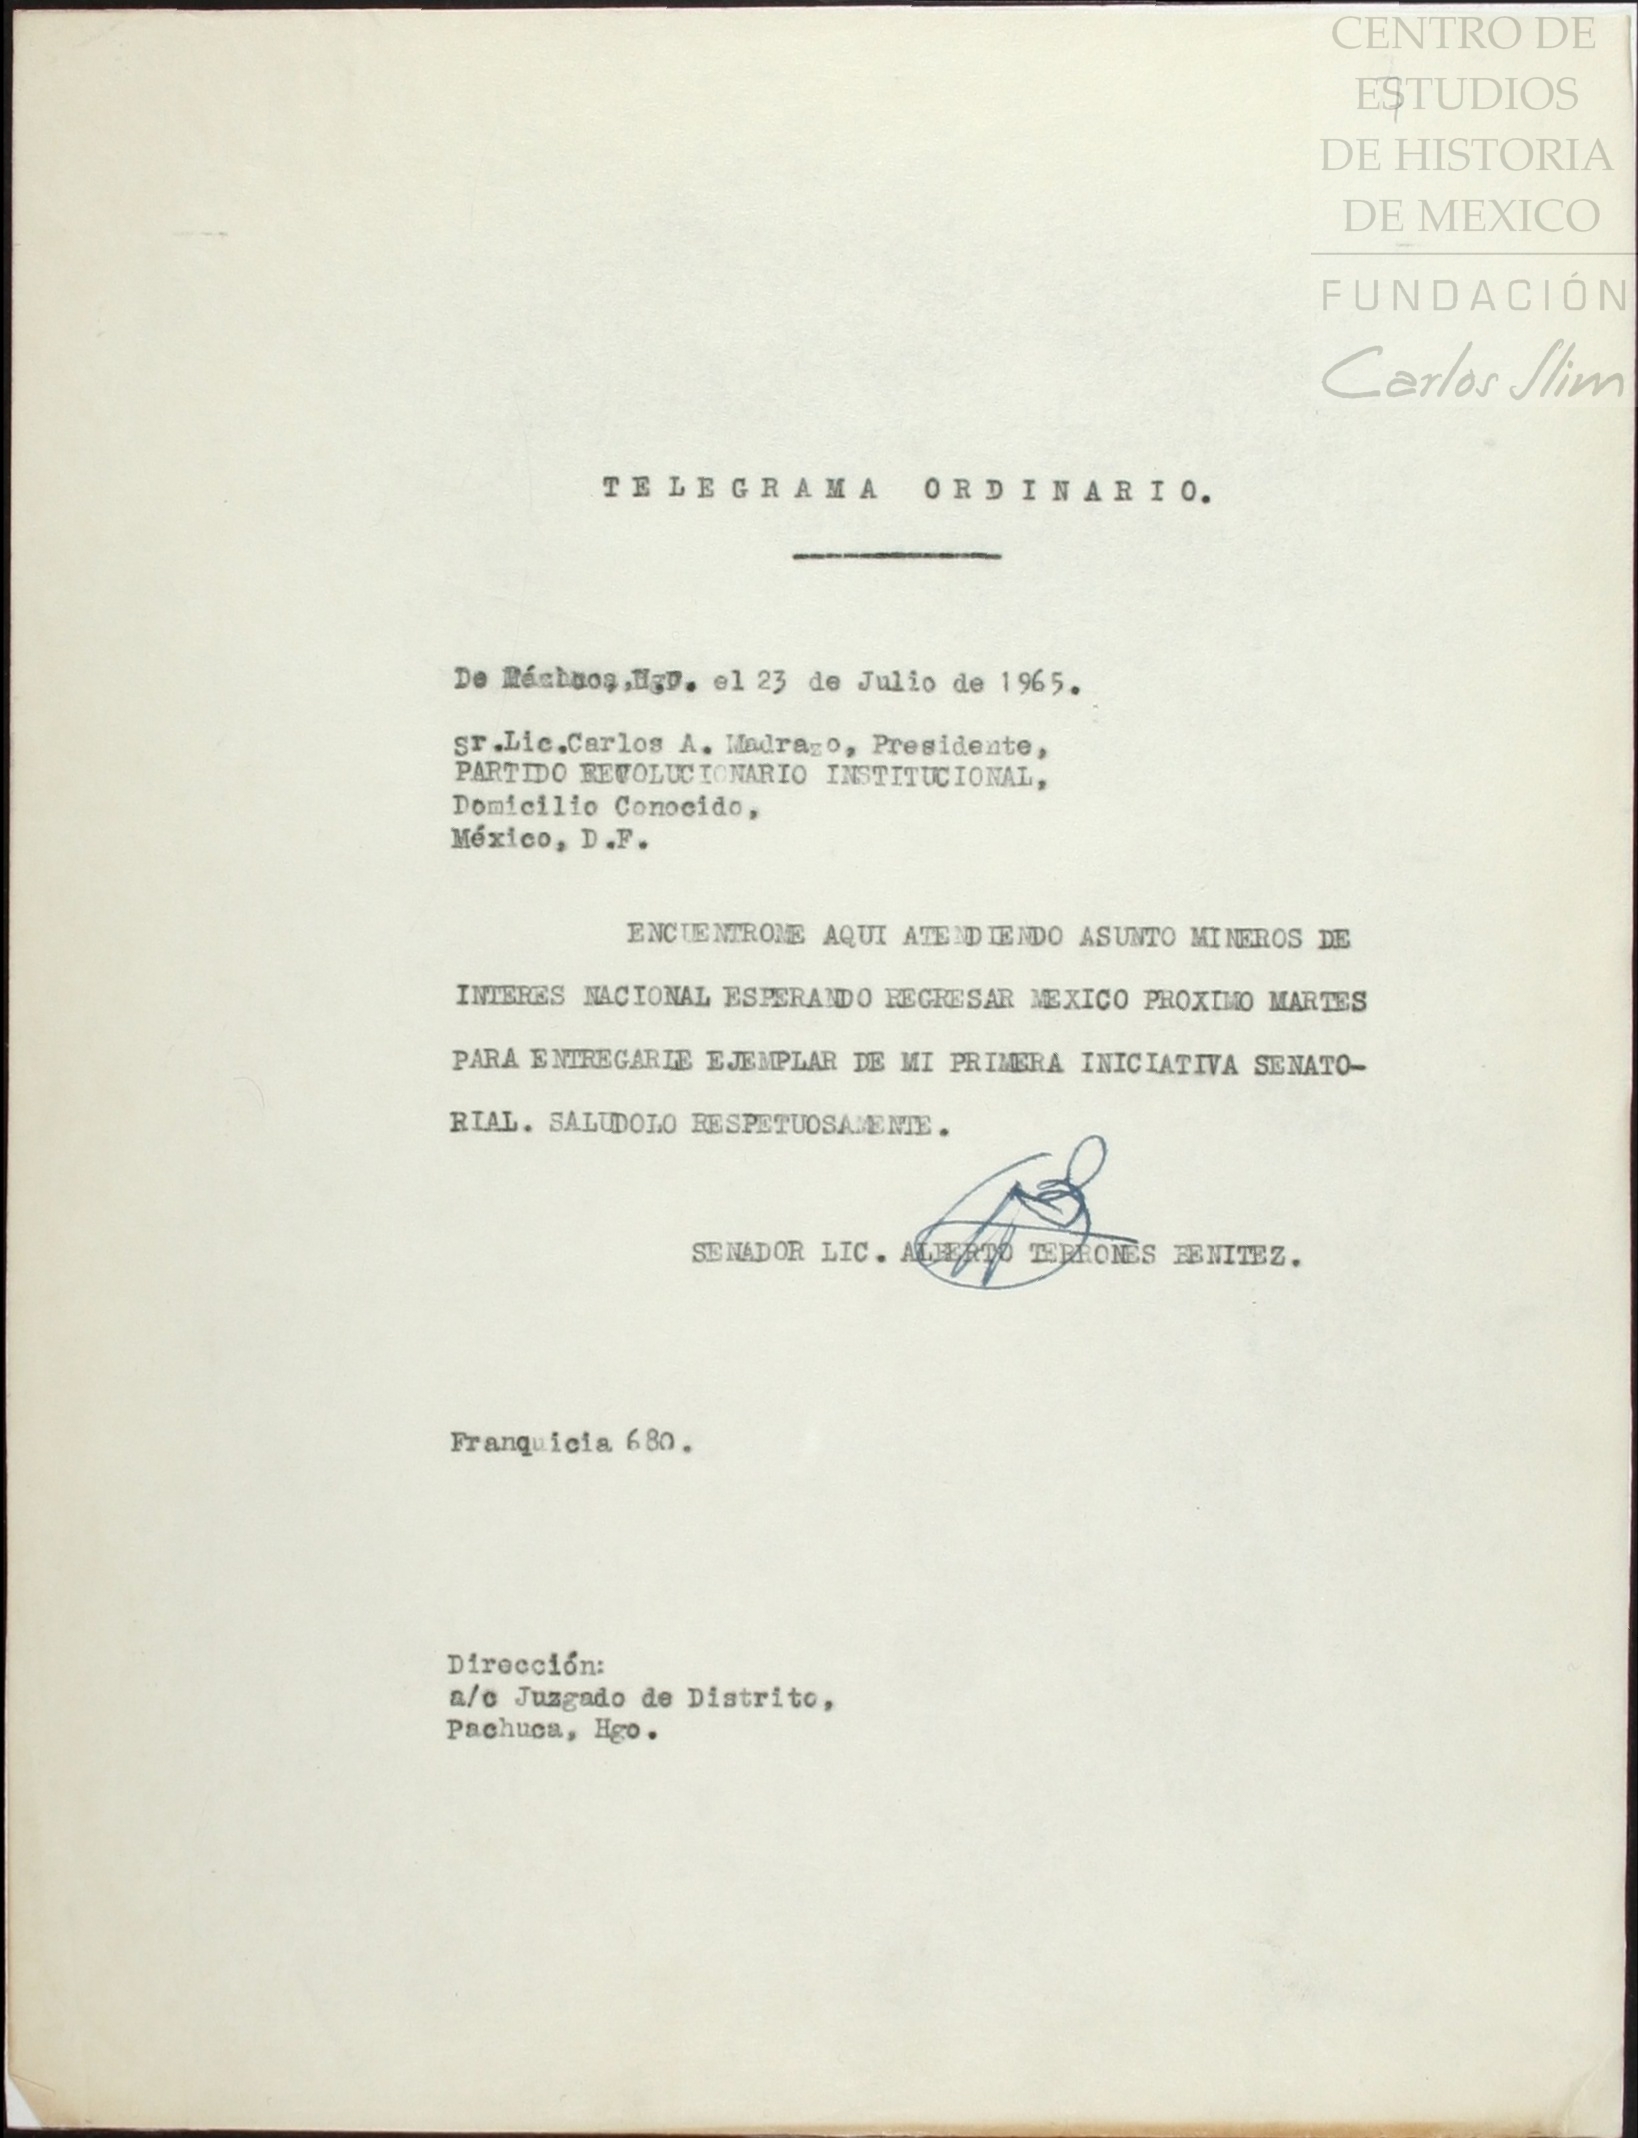 CENTRO DE
ESTUDIOS
DE HISTORIA
DE MEXICO
FUNDACIÓN
Carlos Slim
TELEGRAMA ORDINARIO.
De Pachuca, Hgo. el 23 de Julio de 1965.
Sr.Lic.Carlos A. Madrazo, Presidente,
PARTIDO REVOLUCIONARIO INSTITUCIONAL,
Domicilio Conocido,
México, D.F.
ENCUENTROME AQUI ATENDIENDO ASUNTO MINEROS DE
INTERES NACIONAL ESPERANDO REGRESAR MEXICO PROXIMO MARTES
PARA ENTREGARLE EJEMPLAR DE MI PRIMERA INICIATIVA SENATO-
RIAL. SALUDOLO RESPETUOSAMENTE.
SENADOR LIC. ALBERTO TERRONES BENITEZ.
Franquicia 680.
Dirección:
a/c Juzgado de Distrito,
Pachuca, Hgo.